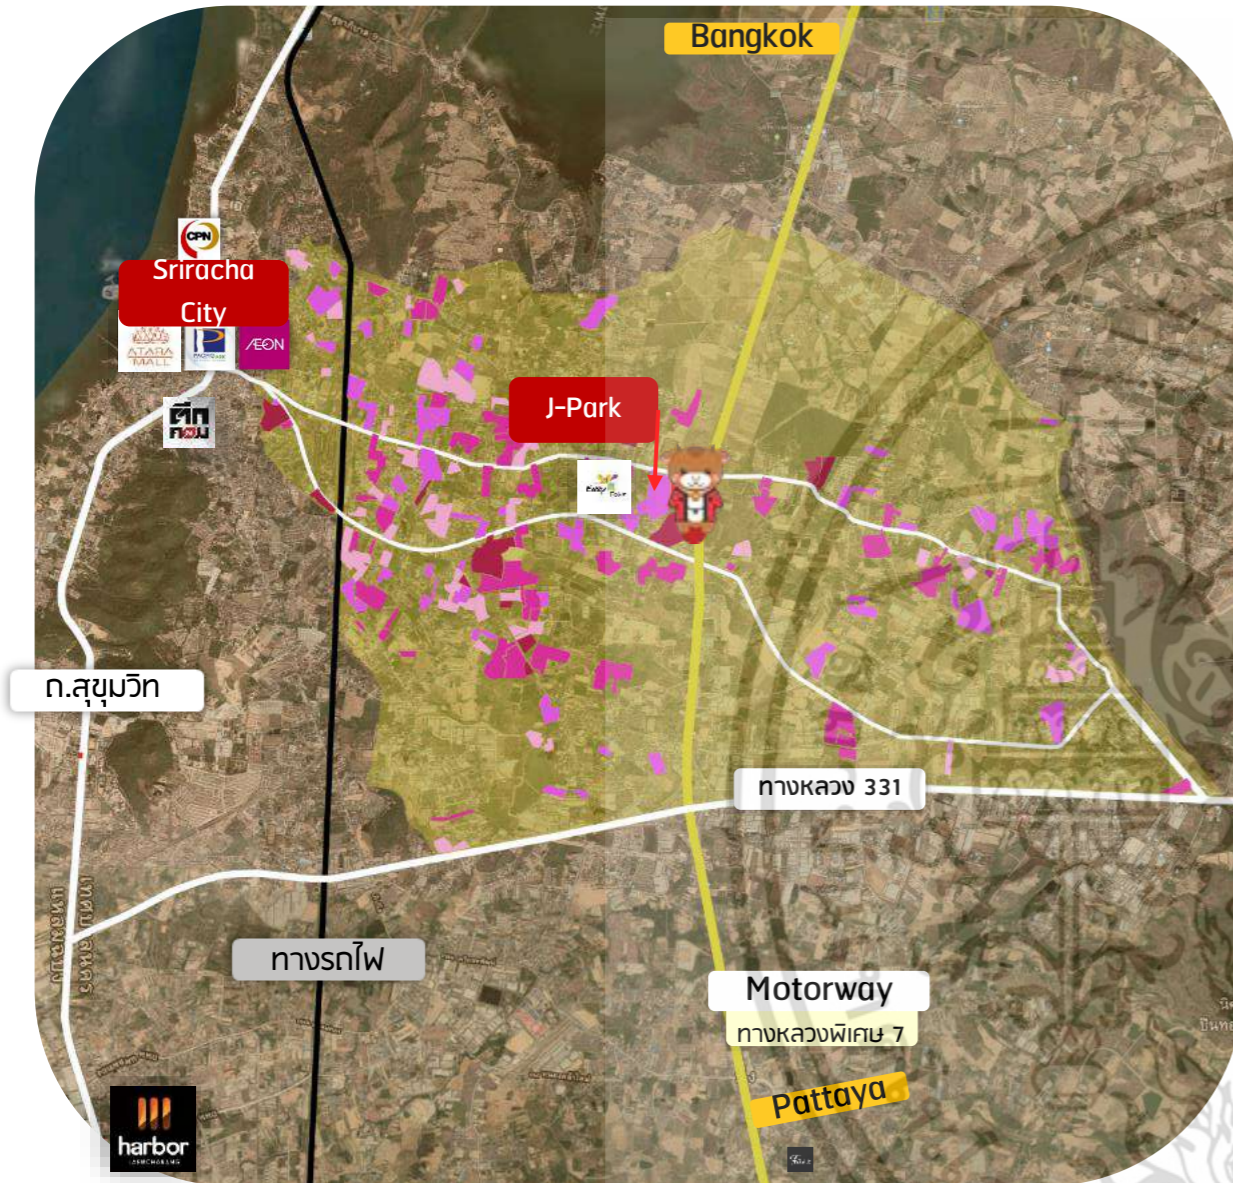 Bangkok
CPN
Sriracha
City
ATARA
MALL
ÆON
J-Park
ตึก
คอม
ถ.สุขุมวิท
ทางหลวง 331
ทางรถไฟ
Motorway
ทางหลวงพิเศษ 7
Pattaya
harbor
LAEMCHABANG